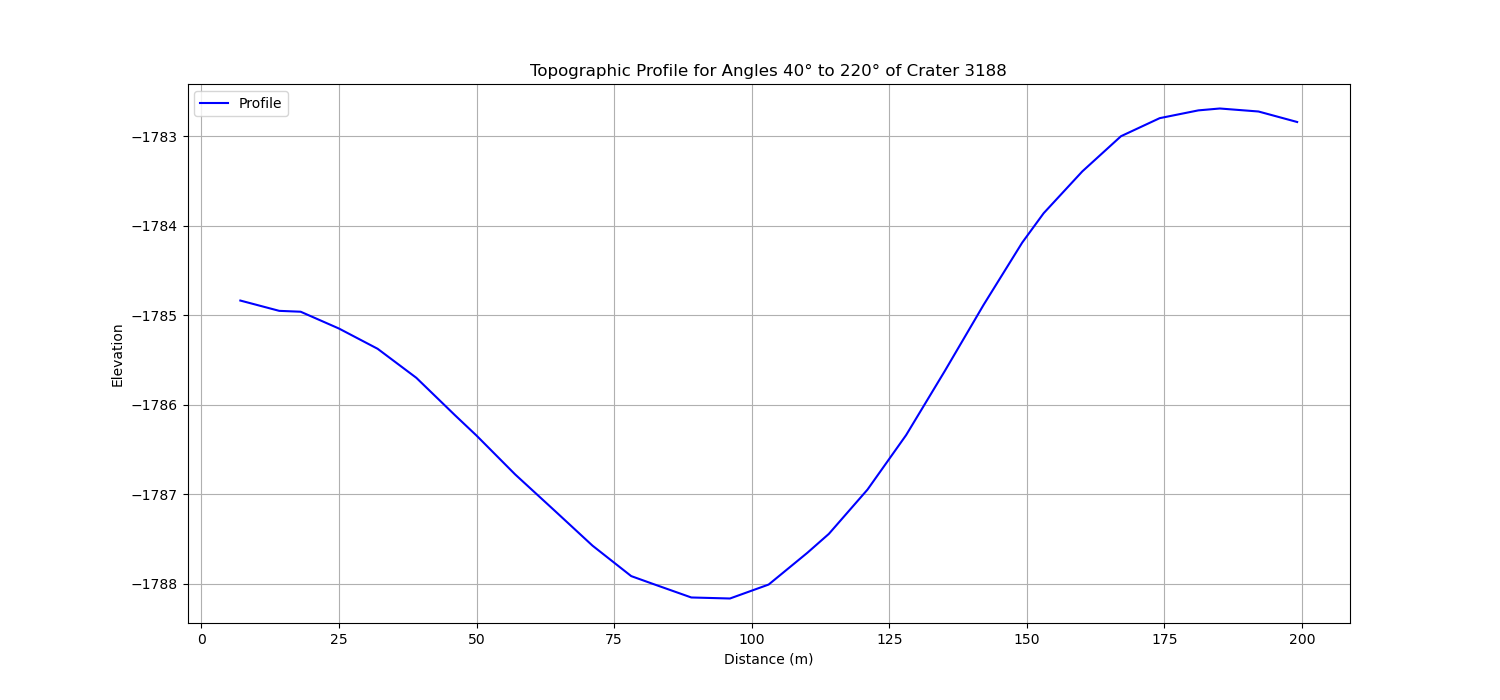 Topographic Profile for Angles 40° to 220° of Crater 3188
Profile
−1783
−1784
−1785
−1786
−1787
−1788
Elevation
0 25 50 75 100 125 150 175 200
Distance (m)